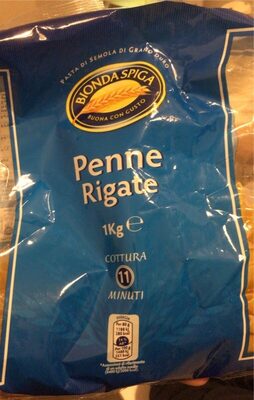 PASTA DI SEMOLA DI GRANO DURO
BIONDA SPIGA
BUONA CON GUSTO
Penne
Rigate
1Kg e
COTTURA
11
MINUTI